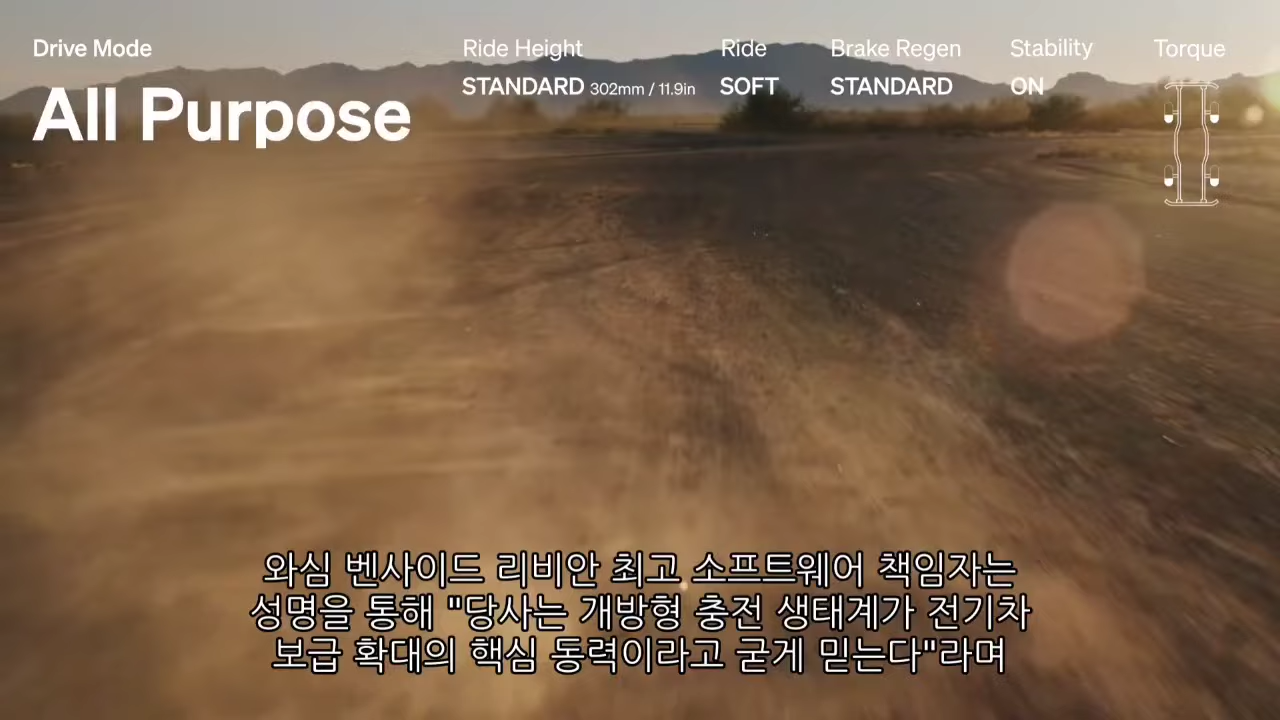 Drive Mode
All Purpose
Ride Height
STANDARD 302mm / 11.9in
Ride
SOFT
Brake Regen
STANDARD
Stability
ON
Torque
와심 벤사이드 리비안 최고 소프트웨어 책임자는
성명을 통해 "당사는 개방형 충전 생태계가 전기차
보급 확대의 핵심 동력이라고 굳게 믿는다"라며